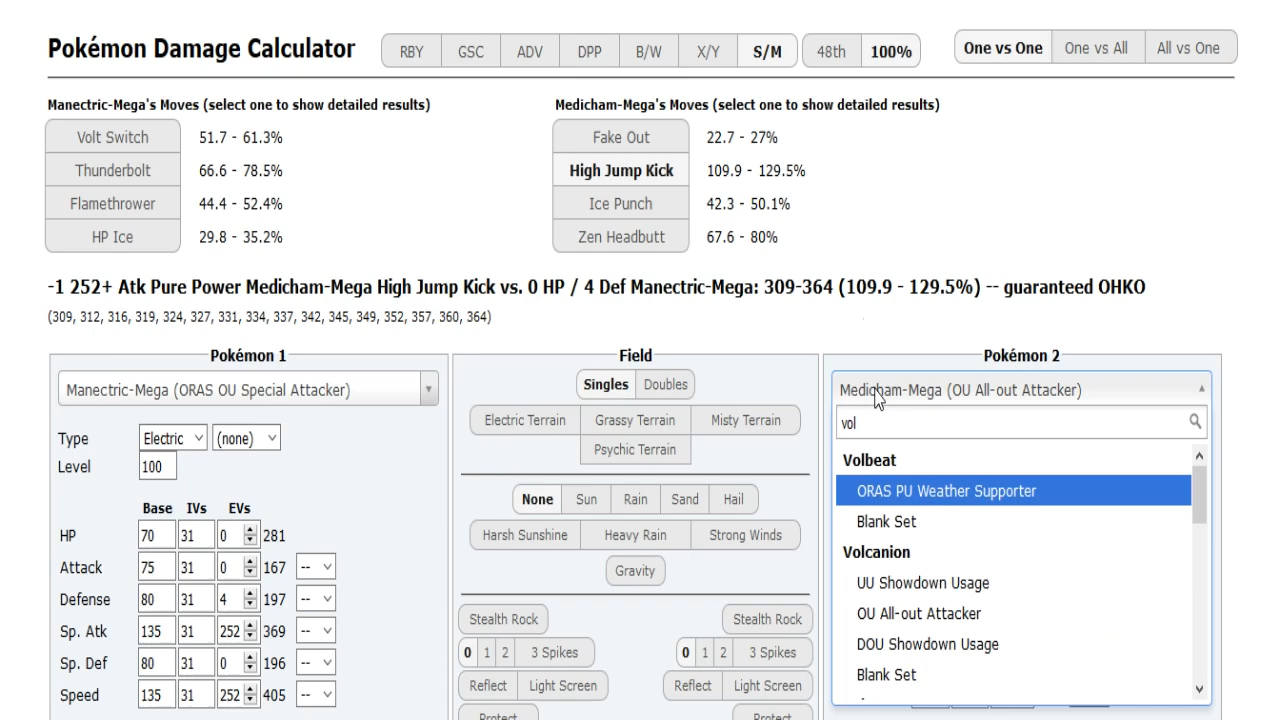 Pokémon Damage Calculator
RBY GSC ADV DPP B/W X/Y S/M 48th 100%
One vs One One vs All All vs One
Manectric-Mega's Moves (select one to show detailed results)
Volt Switch 51.7 - 61.3%
Thunderbolt 66.6 - 78.5%
Flamethrower 44.4 - 52.4%
HP Ice 29.8 - 35.2%
Medicham-Mega's Moves (select one to show detailed results)
Fake Out 22.7 - 27%
High Jump Kick 109.9 - 129.5%
Ice Punch 42.3 - 50.1%
Zen Headbutt 67.6 - 80%
-1 252+ Atk Pure Power Medicham-Mega High Jump Kick vs. 0 HP / 4 Def Manectric-Mega: 309-364 (109.9 - 129.5%) -- guaranteed OHKO
(309, 312, 316, 319, 324, 327, 331, 334, 337, 342, 345, 349, 352, 357, 360, 364)
Pokémon 1
Manectric-Mega (ORAS OU Special Attacker)
Type Electric (none)
Level 100
Base IVs EVs
HP 70 31 0 281
Attack 75 31 0 167 --
Defense 80 31 4 197 --
Sp. Atk 135 31 252 369 --
Sp. Def 80 31 0 196 --
Speed 135 31 252 405 --
Field
Singles Doubles
Electric Terrain Grassy Terrain Misty Terrain
Psychic Terrain
None Sun Rain Sand Hail
Harsh Sunshine Heavy Rain Strong Winds
Gravity
Stealth Rock Stealth Rock
0 1 2 3 Spikes 0 1 2 3 Spikes
Reflect Light Screen Reflect Light Screen
Protect Protect
Pokémon 2
Medicham-Mega (OU All-out Attacker)
vol
Volbeat
ORAS PU Weather Supporter
Blank Set
Volcanion
UU Showdown Usage
OU All-out Attacker
DOU Showdown Usage
Blank Set